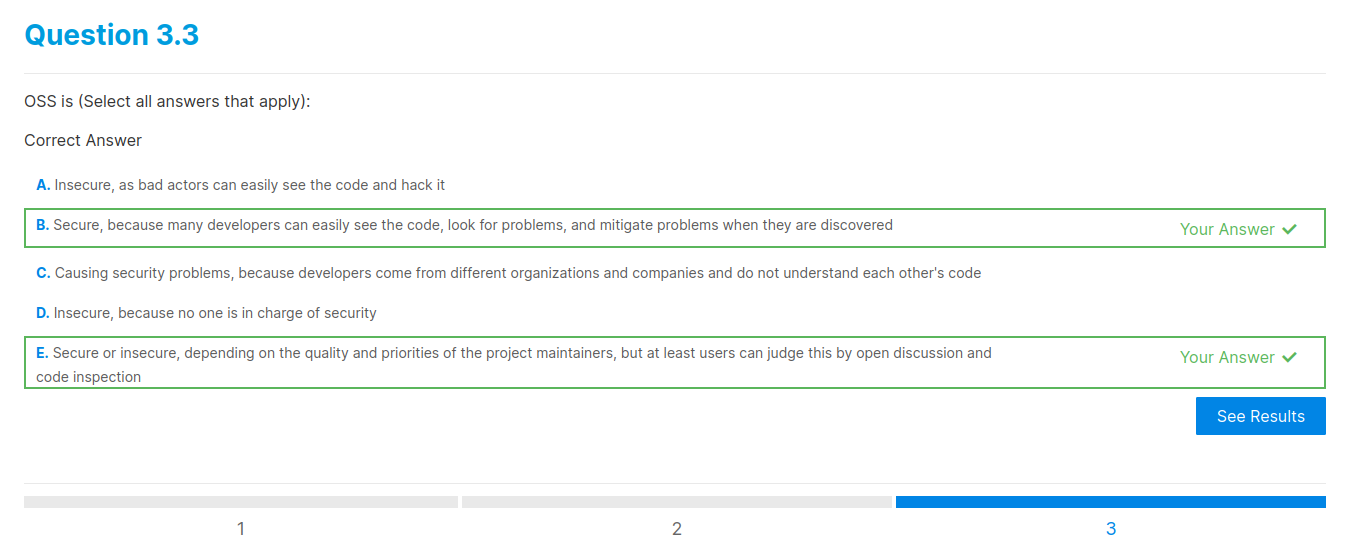 Question 3.3
OSS is (Select all answers that apply):
Correct Answer
A. Insecure, as bad actors can easily see the code and hack it
B. Secure, because many developers can easily see the code, look for problems, and mitigate problems when they are discovered
Your Answer ✔
C. Causing security problems, because developers come from different organizations and companies and do not understand each other's code
D. Insecure, because no one is in charge of security
E. Secure or insecure, depending on the quality and priorities of the project maintainers, but at least users can judge this by open discussion and
code inspection
Your Answer ✔
See Results
1
2
3